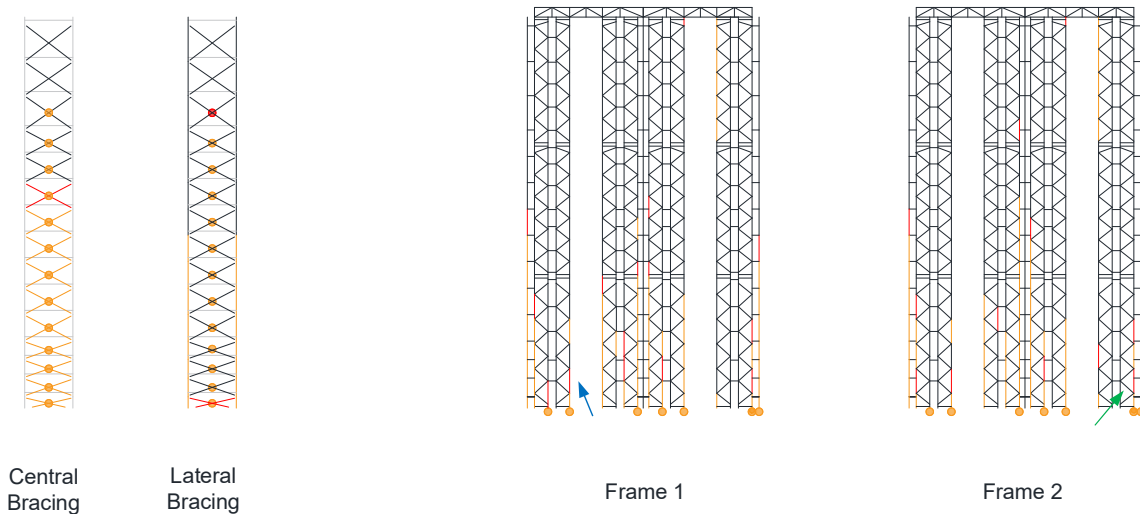 Central
Bracing
Lateral
Bracing
Frame 1
Frame 2